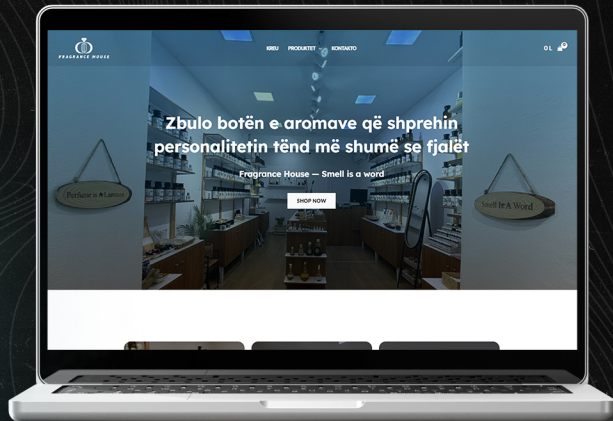 FRAGRANCE HOUSE
KREU PRODUKTET KONTAKTO
0 L 0
Zbulo botën e aromave që shprehin
personalitetin tënd më shumë se fjalët
Fragrance House — Smell is a word
SHOP NOW
Perfume is A Luxury
Smell Is A Word